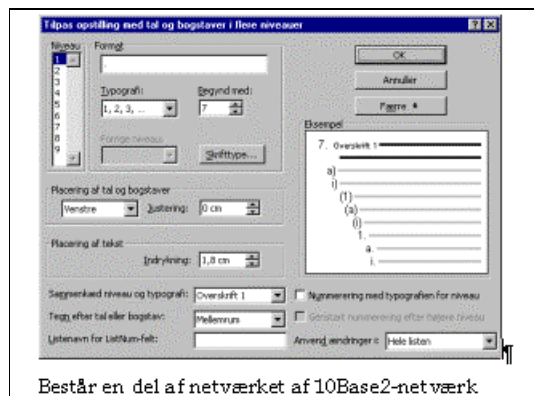 Tilpas opstilling med tal og bogstaver i flere niveauer
Niveau
1
2
3
4
5
6
7
8
9
Format
Typografi:
1, 2, 3, ...
Begynd med:
7
Forrige niveau:
Skrifttype...
OK
Annuller
Færre
Eksempel
7. Overskrift 1
a)
i)
(1)
(a)
(i)
1.
a.
i.
Placering af tal og bogstaver
Venstre
Justering:
0 cm
Placering af tekst
Indrykning:
1,8 cm
Sammenkæd niveau og typografi:
Overskrift 1
Nummerering med typografien for niveau
Tegn efter tal eller bogstav:
Mellemrum
Genstart nummerering efter højere niveau
Listenavn for ListNum-felt:
Anvend ændringer i:
Hele listen
¶
Består en del af netværket af 10Base2-netværk